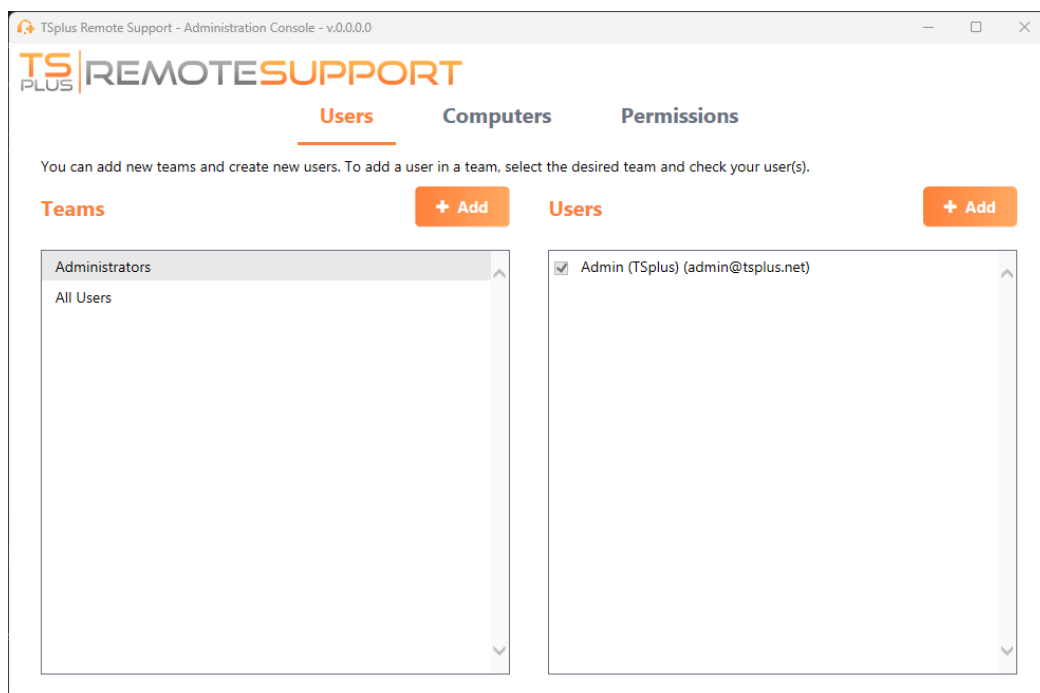 TSplus Remote Support - Administration Console - v.0.0.0.0
TS PLUS REMOTESUPPORT
Users Computers Permissions
You can add new teams and create new users. To add a user in a team, select the desired team and check your user(s).
Teams + Add Users + Add
Administrators
All Users
Admin (TSplus) (admin@tsplus.net)